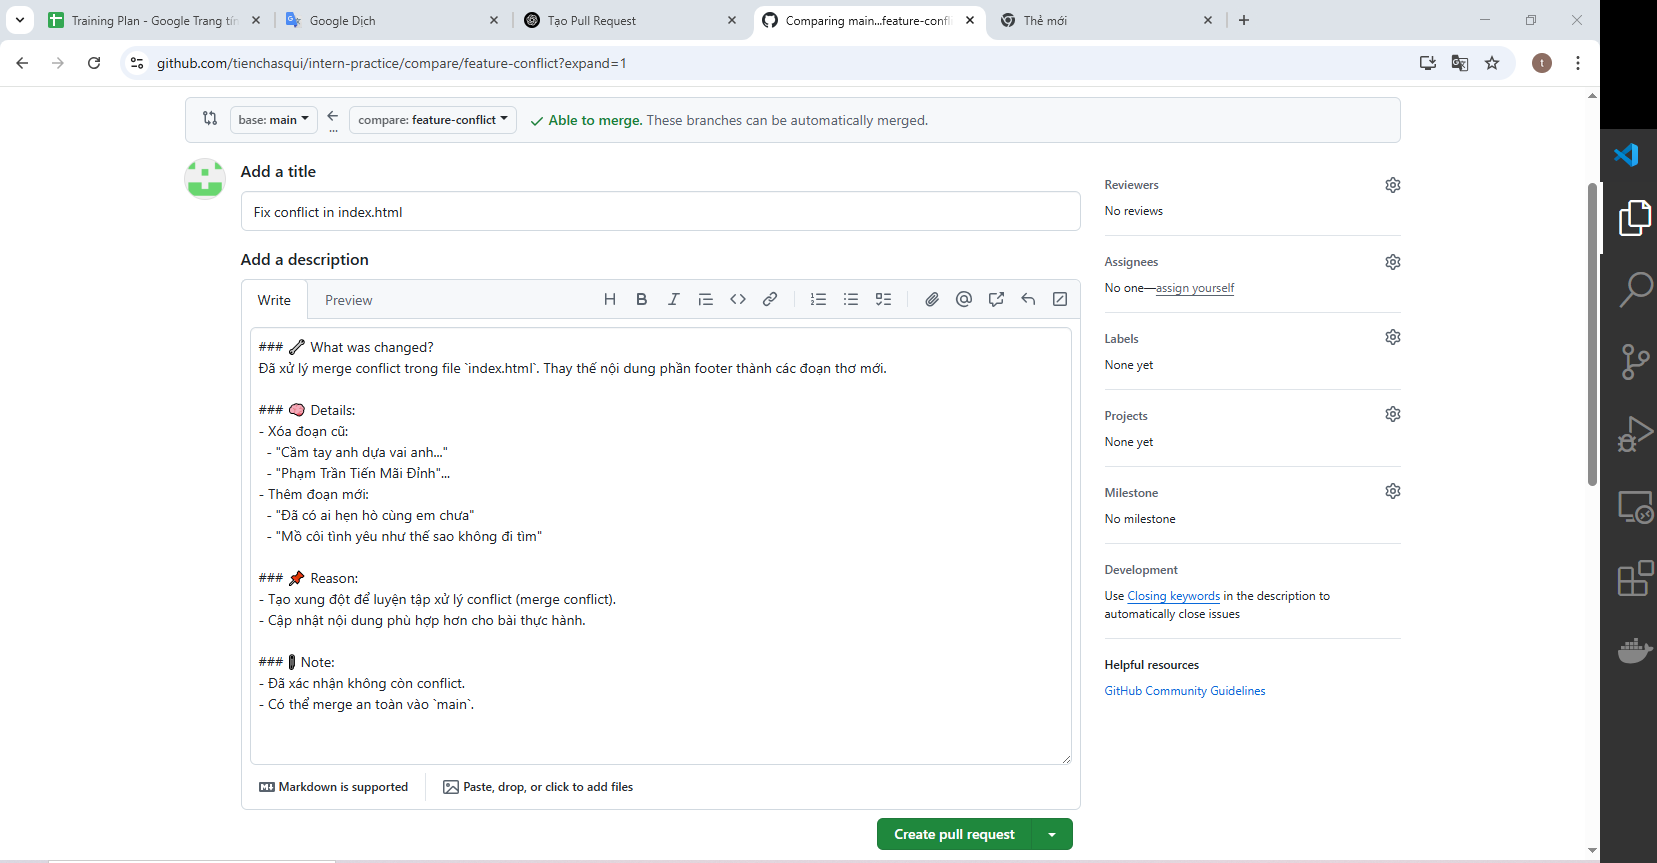 Training Plan - Google Trang tín
Google Dịch
Tạo Pull Request
Comparing main...feature-confli
Thẻ mới
github.com/tienchasqui/intern-practice/compare/feature-conflict?expand=1
t
base: main
...
compare: feature-conflict
Able to merge. These branches can be automatically merged.
Add a title
Fix conflict in index.html
Add a description
Write
Preview
### 🔧 What was changed?
Đã xử lý merge conflict trong file `index.html`. Thay thế nội dung phần footer thành các đoạn thơ mới.
### 🧠 Details:
- Xóa đoạn cũ:
- "Cầm tay anh dựa vai anh..."
- "Phạm Trần Tiến Mãi Đỉnh"...
- Thêm đoạn mới:
- "Đã có ai hẹn hò cùng em chưa"
- "Mồ côi tình yêu như thế sao không đi tìm"
### 📌 Reason:
- Tạo xung đột để luyện tập xử lý conflict (merge conflict).
- Cập nhật nội dung phù hợp hơn cho bài thực hành.
### 🚦 Note:
- Đã xác nhận không còn conflict.
- Có thể merge an toàn vào `main`.
Markdown is supported
Paste, drop, or click to add files
Create pull request
Reviewers
No reviews
Assignees
No one—assign yourself
Labels
None yet
Projects
None yet
Milestone
No milestone
Development
Use Closing keywords in the description to
automatically close issues
Helpful resources
GitHub Community Guidelines